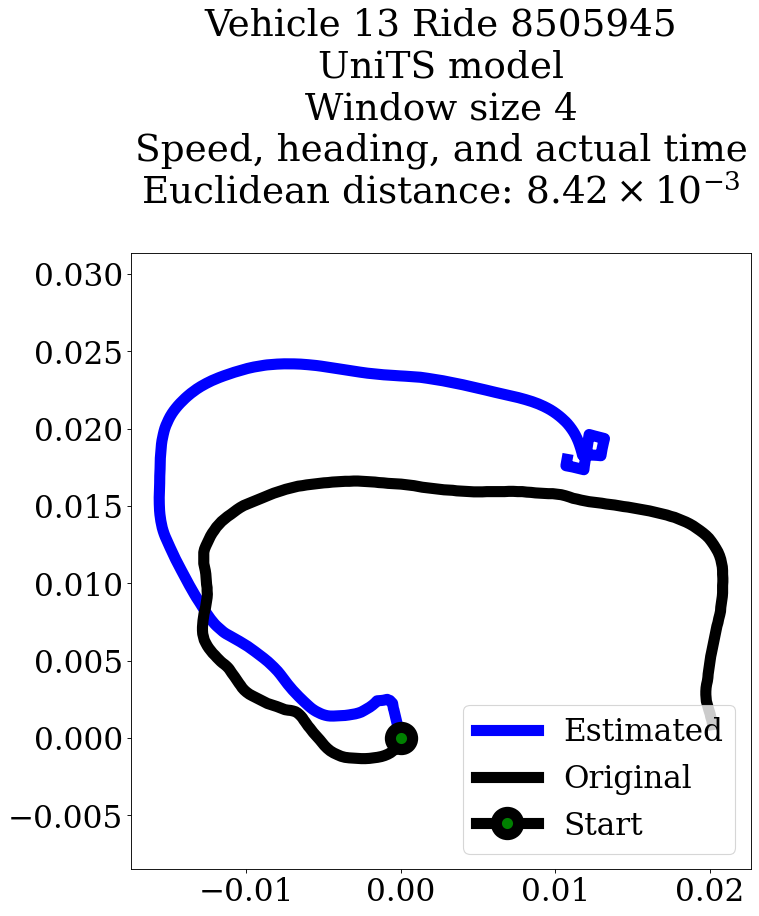 Vehicle 13 Ride 8505945
UniTS model
Window size 4
Speed, heading, and actual time
Euclidean distance: 8.42 × 10⁻³
0.030
0.025
0.020
0.015
0.010
0.005
0.000
−0.005
−0.01 0.00 0.01 0.02
Estimated
Original
Start